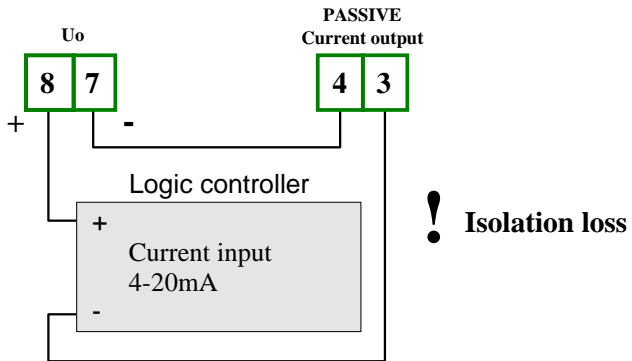 Uo
PASSIVE
Current output
8 7
4 3
+ -
Logic controller
+
Current input
4-20mA
-
! Isolation loss